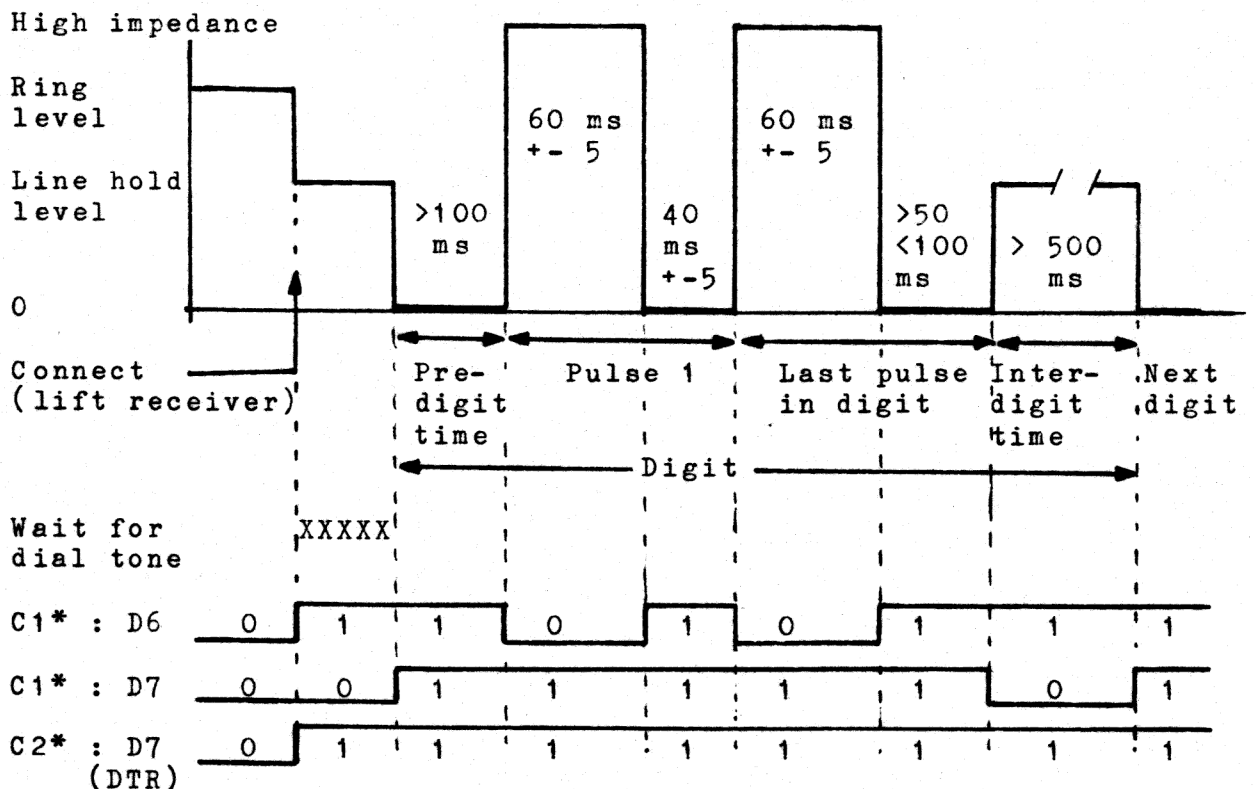 High impedance
Ring
level
60 ms
+- 5
60 ms
+- 5
Line hold
level
>100
ms
40
ms
+-5
>50
<100
ms
> 500
ms
0
Connect
(lift receiver)
Pre-
digit
time
Pulse 1
Last pulse
in digit
Inter-
digit
time
Next
digit
Digit
Wait for
dial tone
XXXXX
C1* : D6 0 1 1 0 1 0 1 1 1
C1* : D7 0 0 1 1 1 1 1 0 1
C2* : D7 0 1 1 1 1 1 1 1 1
(DTR)